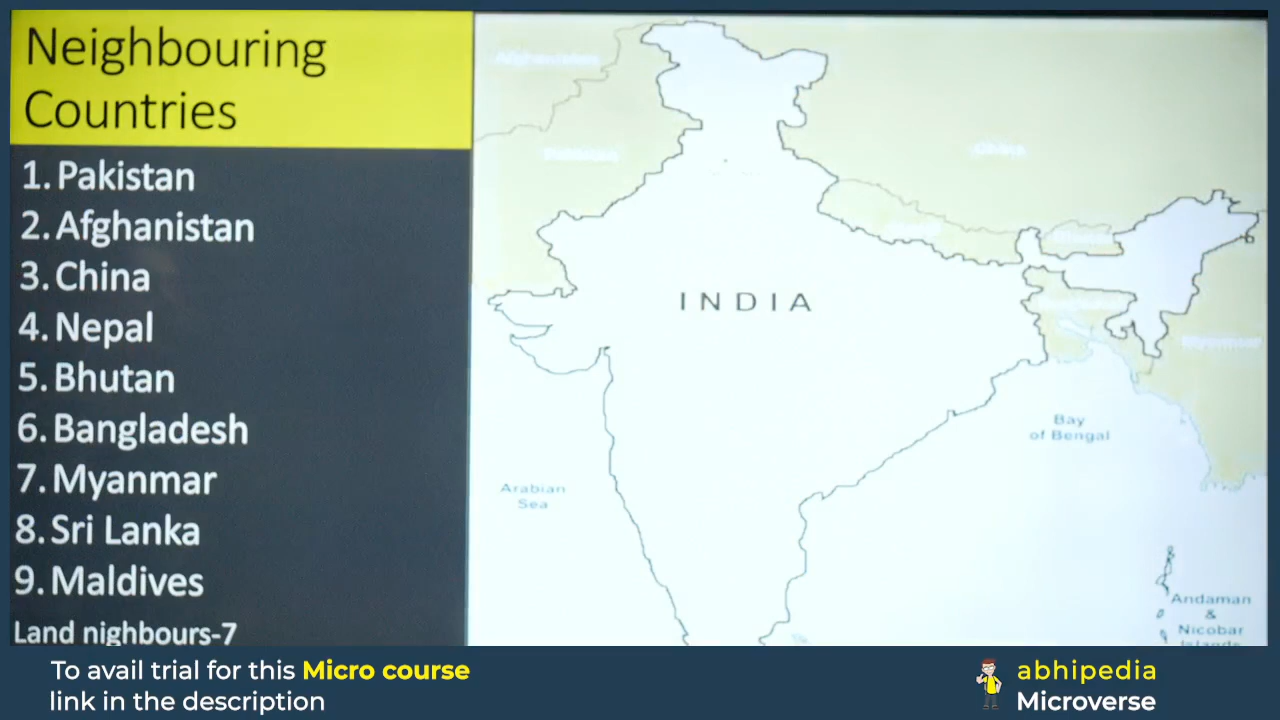 Neighbouring
Countries
1. Pakistan
2. Afghanistan
3. China
4. Nepal
5. Bhutan
6. Bangladesh
7. Myanmar
8. Sri Lanka
9. Maldives
Land nighbours-7
China
INDIA
Bay
of Bengal
Arabian
Sea
Andaman
&
Nicobar
Islands
To avail trial for this Micro course
link in the description
abhipedia
Microverse